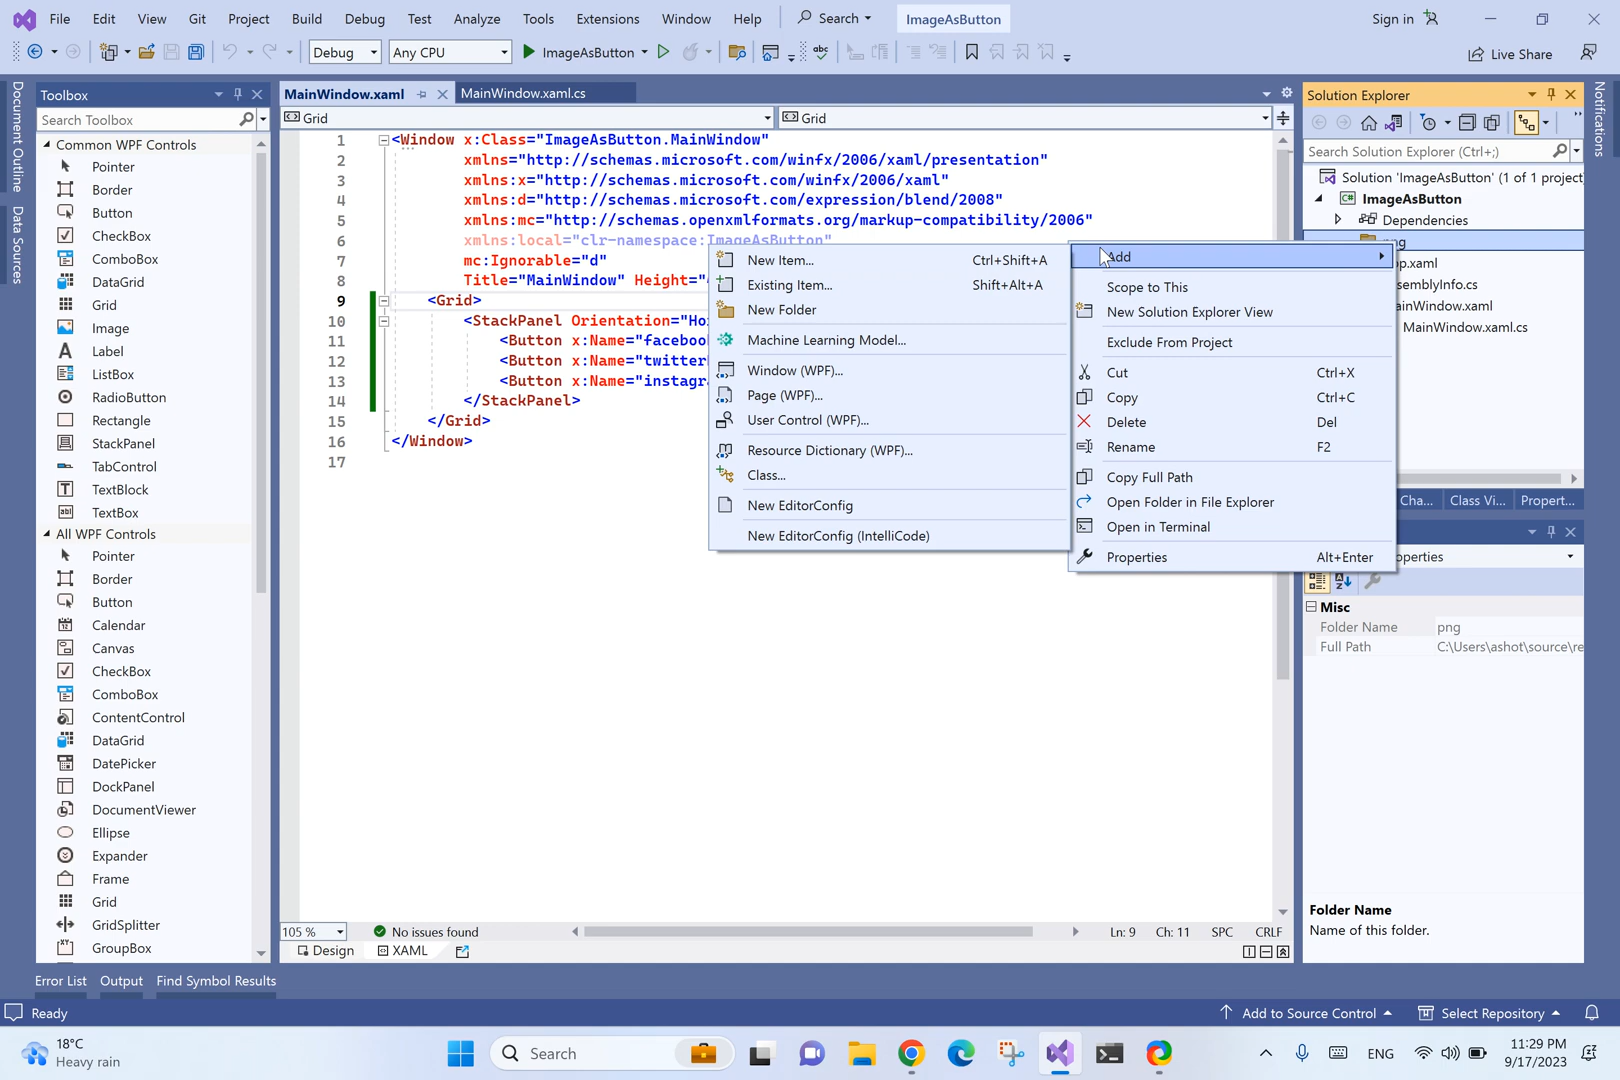 File Edit View Git Project Build Debug Test Analyze Tools Extensions Window Help Search ImageAsButton Sign in
Debug Any CPU ImageAsButton Live Share
Document Outline
Data Sources
Toolbox
Search Toolbox
Common WPF Controls
Pointer
Border
Button
CheckBox
ComboBox
DataGrid
Grid
Image
Label
ListBox
RadioButton
Rectangle
StackPanel
TabControl
TextBlock
TextBox
All WPF Controls
Pointer
Border
Button
Calendar
Canvas
CheckBox
ComboBox
ContentControl
DataGrid
DatePicker
DockPanel
DocumentViewer
Ellipse
Expander
Frame
Grid
GridSplitter
GroupBox
MainWindow.xaml MainWindow.xaml.cs
Grid Grid
1 <Window x:Class="ImageAsButton.MainWindow"
2 xmlns="http://schemas.microsoft.com/winfx/2006/xaml/presentation"
3 xmlns:x="http://schemas.microsoft.com/winfx/2006/xaml"
4 xmlns:d="http://schemas.microsoft.com/expression/blend/2008"
5 xmlns:mc="http://schemas.openxmlformats.org/markup-compatibility/2006"
6 xmlns:local="clr-namespace:ImageAsButton"
7 mc:Ignorable="d"
8 Title="MainWindow" Height="
9 <Grid>
10 <StackPanel Orientation="Ho
11 <Button x:Name="faceboo
12 <Button x:Name="twitter
13 <Button x:Name="instagr
14 </StackPanel>
15 </Grid>
16 </Window>
17
New Item... Ctrl+Shift+A
Existing Item... Shift+Alt+A
New Folder
Machine Learning Model...
Window (WPF)...
Page (WPF)...
User Control (WPF)...
Resource Dictionary (WPF)...
Class...
New EditorConfig
New EditorConfig (IntelliCode)
Add
Scope to This
New Solution Explorer View
Exclude From Project
Cut Ctrl+X
Copy Ctrl+C
Delete Del
Rename F2
Copy Full Path
Open Folder in File Explorer
Open in Terminal
Properties Alt+Enter
105 % No issues found Ln: 9 Ch: 11 SPC CRLF
Design XAML
Solution Explorer
Search Solution Explorer (Ctrl+;)
Solution 'ImageAsButton' (1 of 1 project
ImageAsButton
Dependencies
png
pp.xaml
ssemblyInfo.cs
ainWindow.xaml
MainWindow.xaml.cs
Cha... Class Vi... Propert...
operties
Misc
Folder Name png
Full Path C:\Users\ashot\source\re
Folder Name
Name of this folder.
Notifications
Error List Output Find Symbol Results
Ready Add to Source Control Select Repository
18°C
Heavy rain
Search
ENG
11:29 PM
9/17/2023